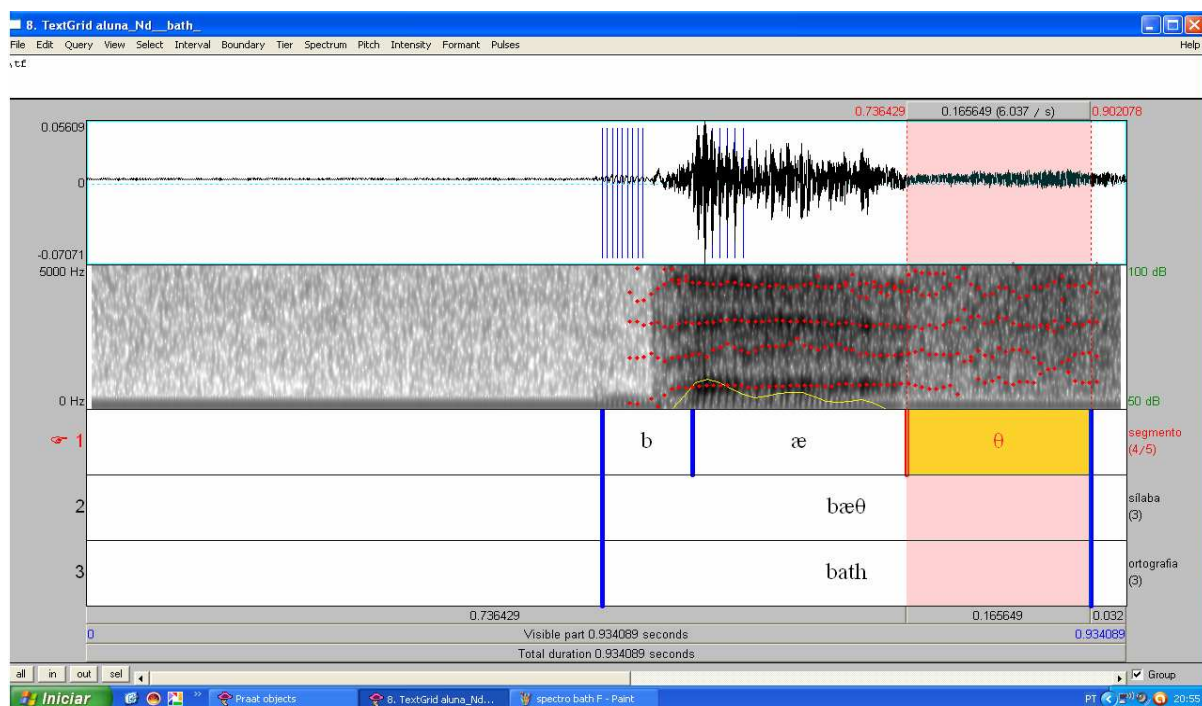 8. TextGrid aluna_Nd__bath_
File Edit Query View Select Interval Boundary Tier Spectrum Pitch Intensity Formant Pulses Help
\tf
0.736429 0.165649 (6.037 / s) 0.902078
0.05609
0
-0.07071
5000 Hz 100 dB
0 Hz 50 dB
1 b æ θ segmento
(4/5)
2 bæθ sílaba
(3)
3 bath ortografia
(3)
0.736429 0.165649 0.032
0 Visible part 0.934089 seconds 0.934089
Total duration 0.934089 seconds
all in out sel Group
Iniciar » Praat objects 8. TextGrid aluna_Nd... spectro bath F - Paint PT 20:55